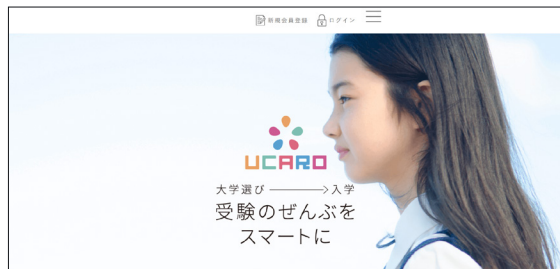 新規会員登録 ログイン
UCARO
大学選び → 入学
受験のぜんぶを
スマートに